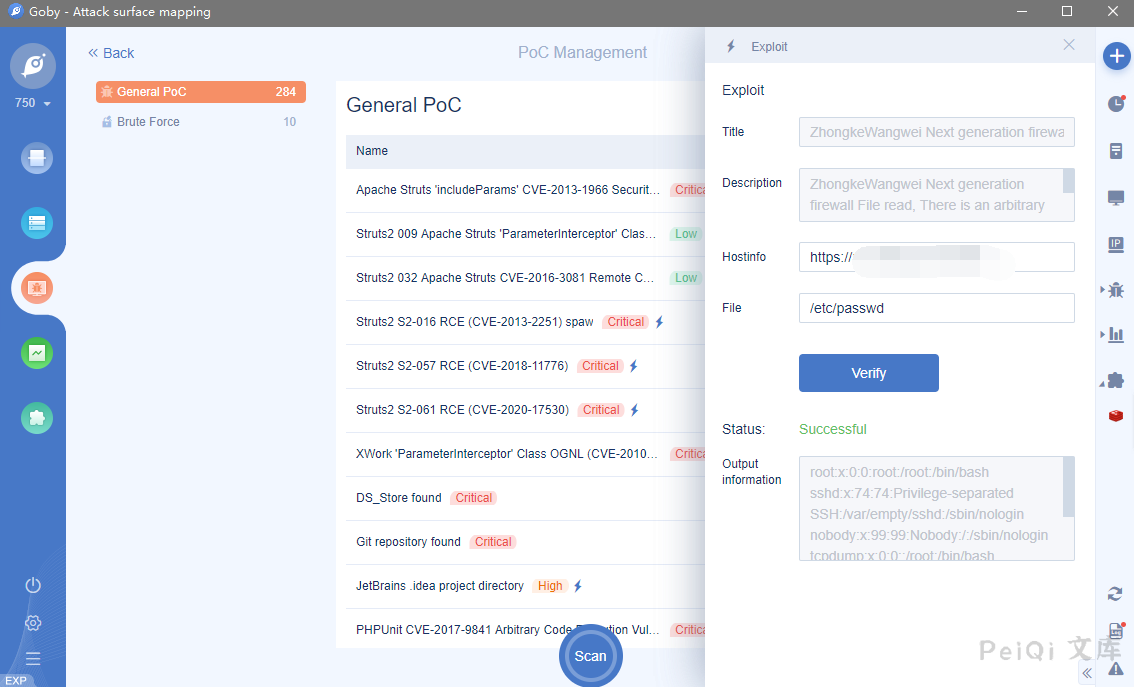 Goby - Attack surface mapping
Back
PoC Management
750
General PoC 284
Brute Force 10
General PoC
Name
Apache Struts 'includeParams' CVE-2013-1966 Securit...
Struts2 009 Apache Struts 'ParameterInterceptor' Clas... Low
Struts2 032 Apache Struts CVE-2016-3081 Remote C... Low
Struts2 S2-016 RCE (CVE-2013-2251) spaw Critical
Struts2 S2-057 RCE (CVE-2018-11776) Critical
Struts2 S2-061 RCE (CVE-2020-17530) Critical
XWork 'ParameterInterceptor' Class OGNL (CVE-2010...
DS_Store found Critical
Git repository found Critical
JetBrains .idea project directory High
PHPUnit CVE-2017-9841 Arbitrary Code Vul...
Scan
EXP
Exploit
Exploit
Title ZhongkeWangwei Next generation firewa
Description ZhongkeWangwei Next generation
firewall File read, There is an arbitrary
Hostinfo https://
File /etc/passwd
Verify
Status: Successful
Output
information
root:x:0:0:root:/root:/bin/bash
sshd:x:74:74:Privilege-separated
SSH:/var/empty/sshd:/sbin/nologin
nobody:x:99:99:Nobody:/:/sbin/nologin
tcpdump:x:0:0::/root:/bin/bash
IP
PeiQi 文库